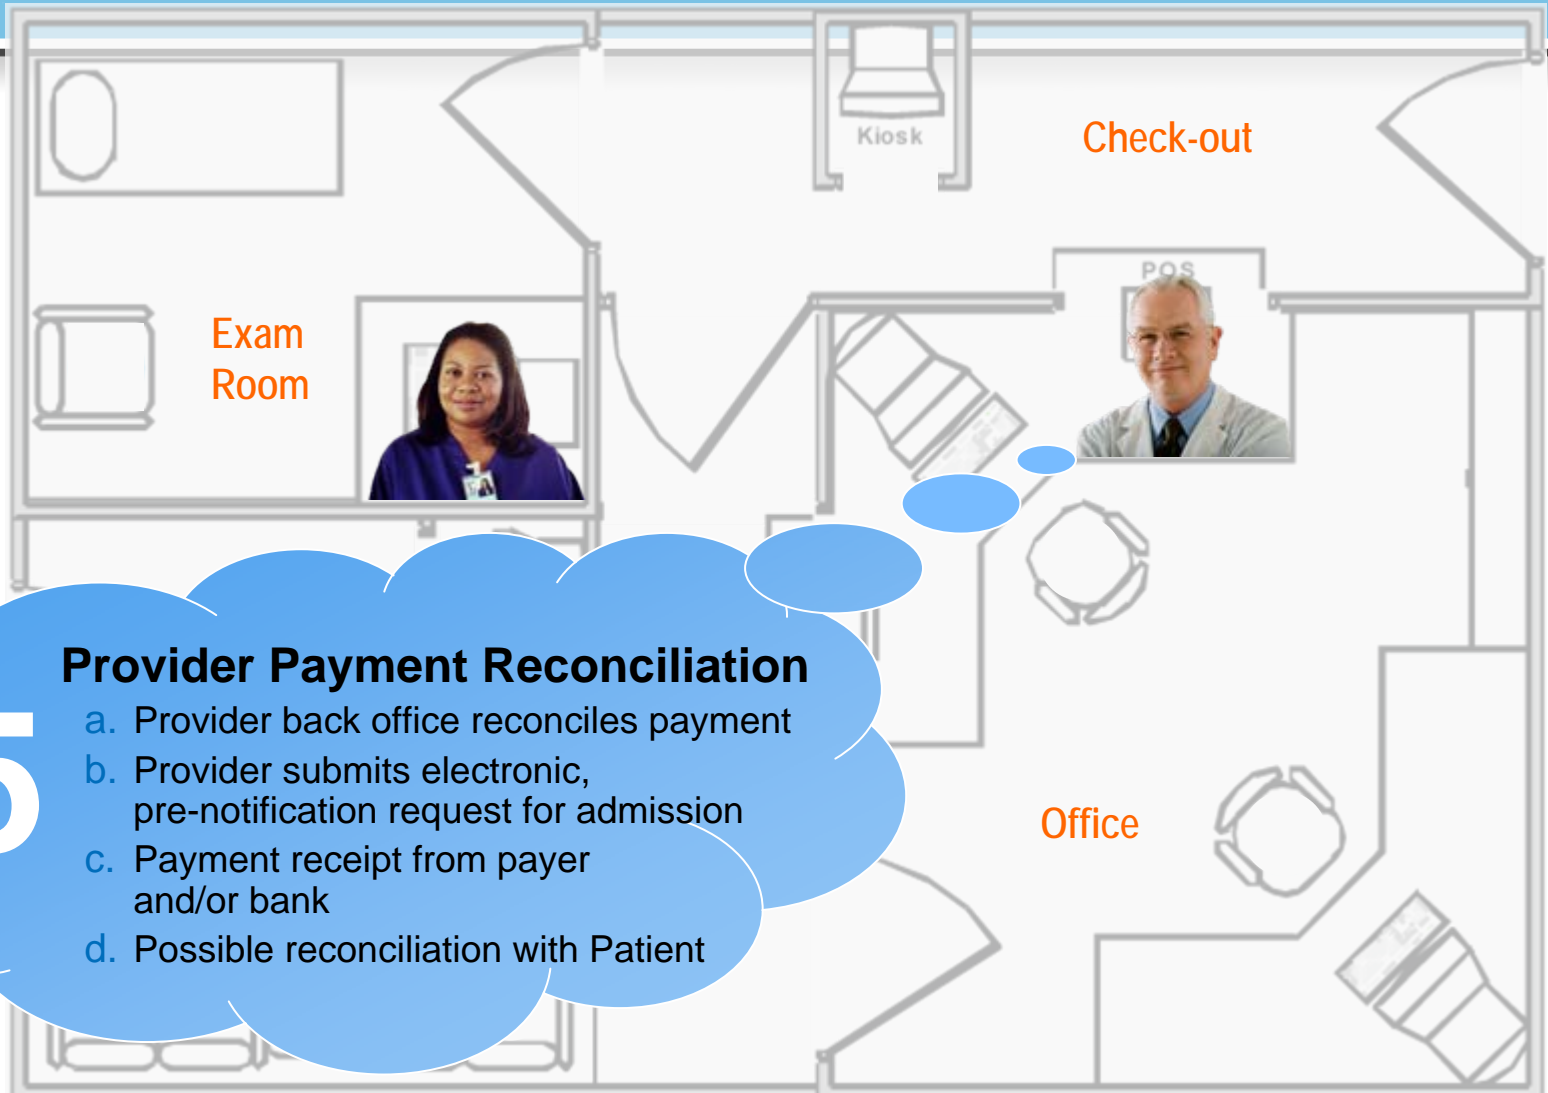 Kiosk
Check-out
POS
Exam
Room
Provider Payment Reconciliation
5
a. Provider back office reconciles payment
b. Provider submits electronic,
pre-notification request for admission
c. Payment receipt from payer
and/or bank
d. Possible reconciliation with Patient
Office